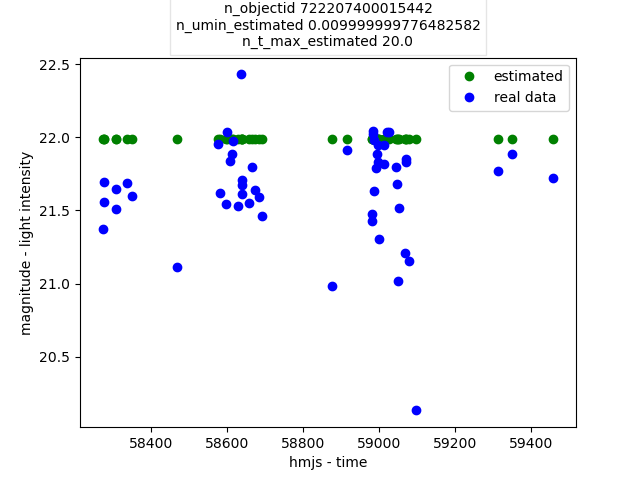 n_objectid 722207400015442
n_umin_estimated 0.009999999776482582
n_t_max_estimated 20.0
estimated
real data
22.5
22.0
21.5
21.0
20.5
magnitude - light intensity
58400 58600 58800 59000 59200 59400
hmjs - time